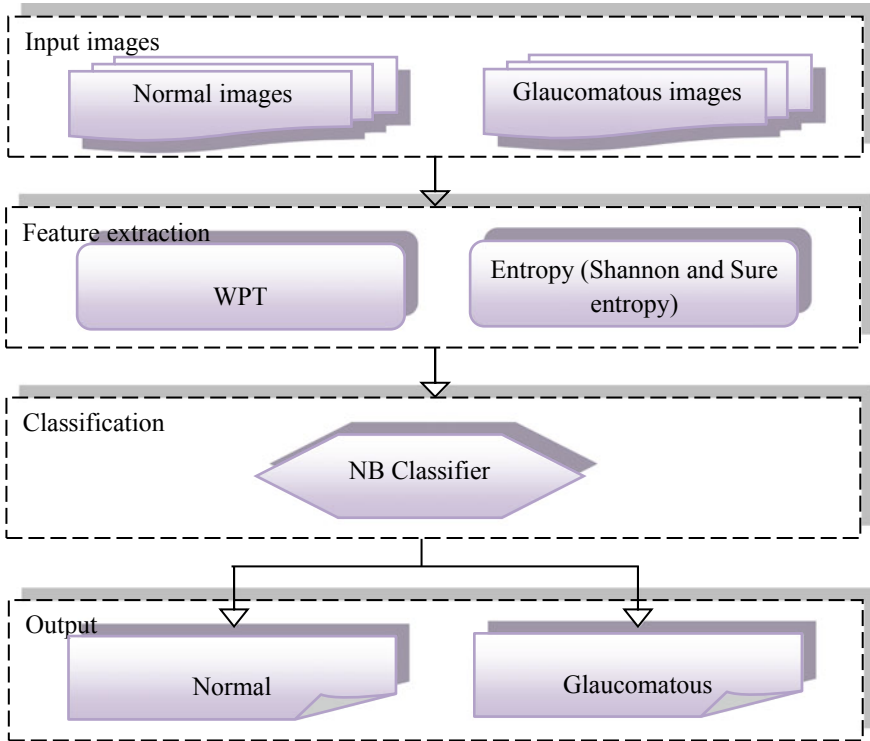 Input images
Normal images
Glaucomatous images
Feature extraction
WPT
Entropy (Shannon and Sure
entropy)
Classification
NB Classifier
Output
Normal
Glaucomatous